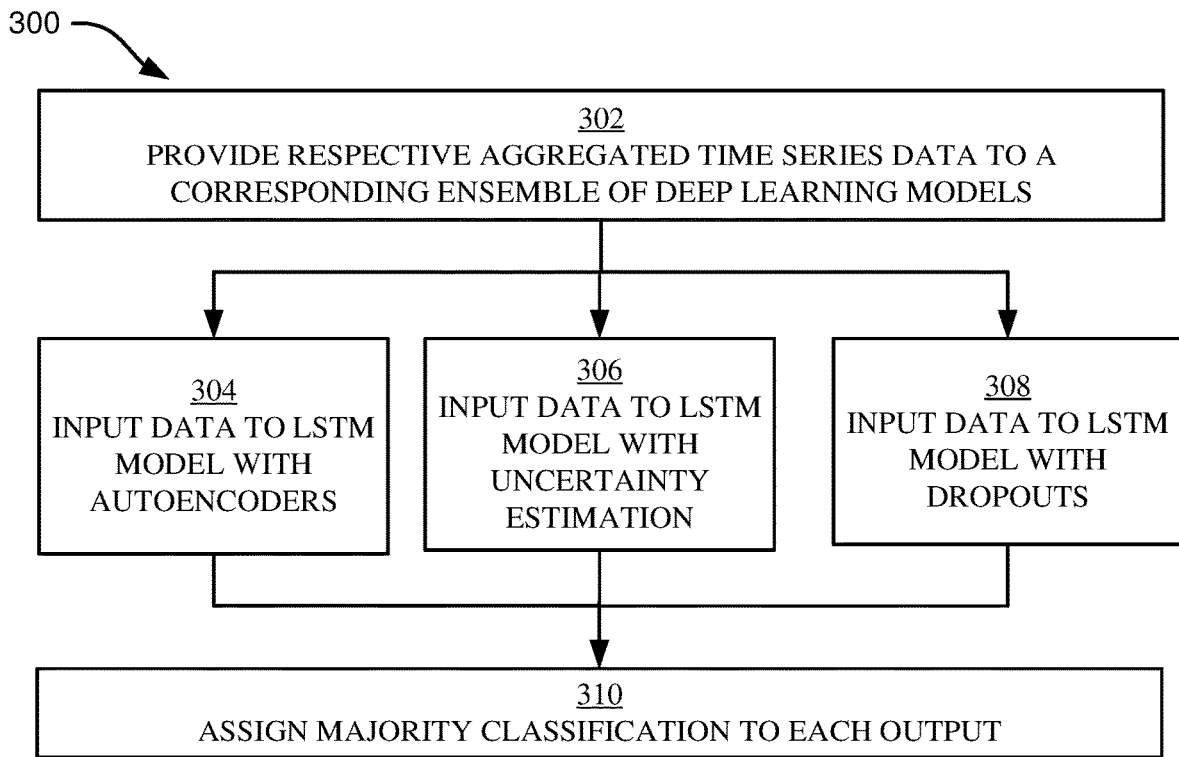 300
302
PROVIDE RESPECTIVE AGGREGATED TIME SERIES DATA TO A
CORRESPONDING ENSEMBLE OF DEEP LEARNING MODELS
304
INPUT DATA TO LSTM
MODEL WITH
AUTOENCODERS
306
INPUT DATA TO LSTM
MODEL WITH
UNCERTAINTY
ESTIMATION
308
INPUT DATA TO LSTM
MODEL WITH
DROPOUTS
310
ASSIGN MAJORITY CLASSIFICATION TO EACH OUTPUT